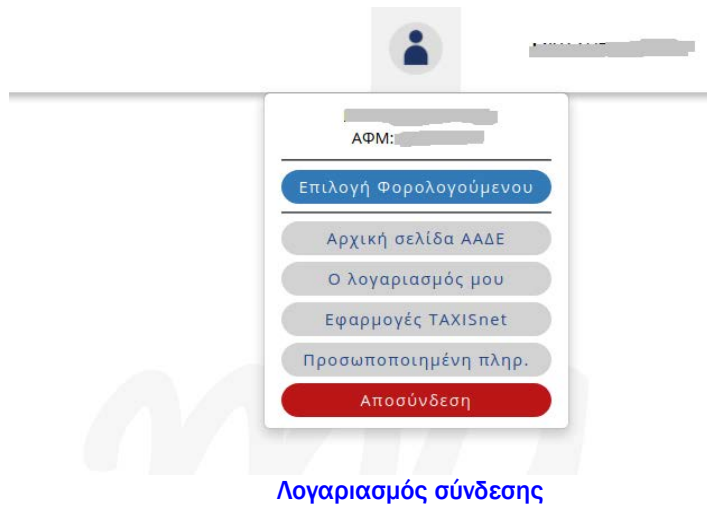 ΑΦΜ:
Επιλογή Φορολογούμενου
Αρχική σελίδα ΑΑΔΕ
Ο λογαριασμός μου
Εφαρμογές TAXISnet
Προσωποποιημένη πληρ.
Αποσύνδεση
Λογαριασμός σύνδεσης